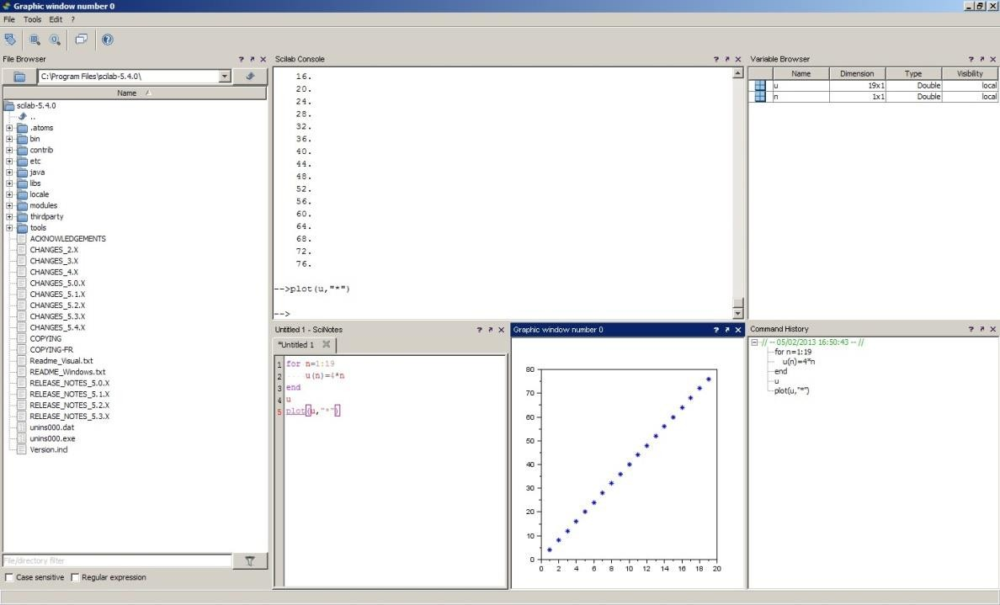 Graphic window number 0
File Tools Edit ?
File Browser
C:\Program Files\scilab-5.4.0\
Name
scilab-5.4.0
..
.atoms
bin
contrib
etc
java
libs
locale
modules
thirdparty
tools
ACKNOWLEDGEMENTS
CHANGES_2.X
CHANGES_3.X
CHANGES_4.X
CHANGES_5.0.X
CHANGES_5.1.X
CHANGES_5.2.X
CHANGES_5.3.X
CHANGES_5.4.X
COPYING
COPYING-FR
Readme_Visual.txt
README_Windows.txt
RELEASE_NOTES_5.0.X
RELEASE_NOTES_5.1.X
RELEASE_NOTES_5.2.X
RELEASE_NOTES_5.3.X
unins000.dat
unins000.exe
Version.incl
File/directory filter
Case sensitive Regular expression
Scilab Console
16.
20.
24.
28.
32.
36.
40.
44.
48.
52.
56.
60.
64.
68.
72.
76.
-->plot(u,"*")
-->
Variable Browser
Name Dimension Type Visibility
u 19x1 Double local
n 1x1 Double local
Untitled 1 - SciNotes
*Untitled 1
1 for n=1:19
2 u(n)=4*n
3 end
4 u
5 plot(u,"*")
Graphic window number 0
80
70
60
50
40
30
20
10
0
0 2 4 6 8 10 12 14 16 18 20
Command History
// -- 05/02/2013 16:50:43 -- //
for n=1:19
u(n)=4*n
end
u
plot(u,"*")